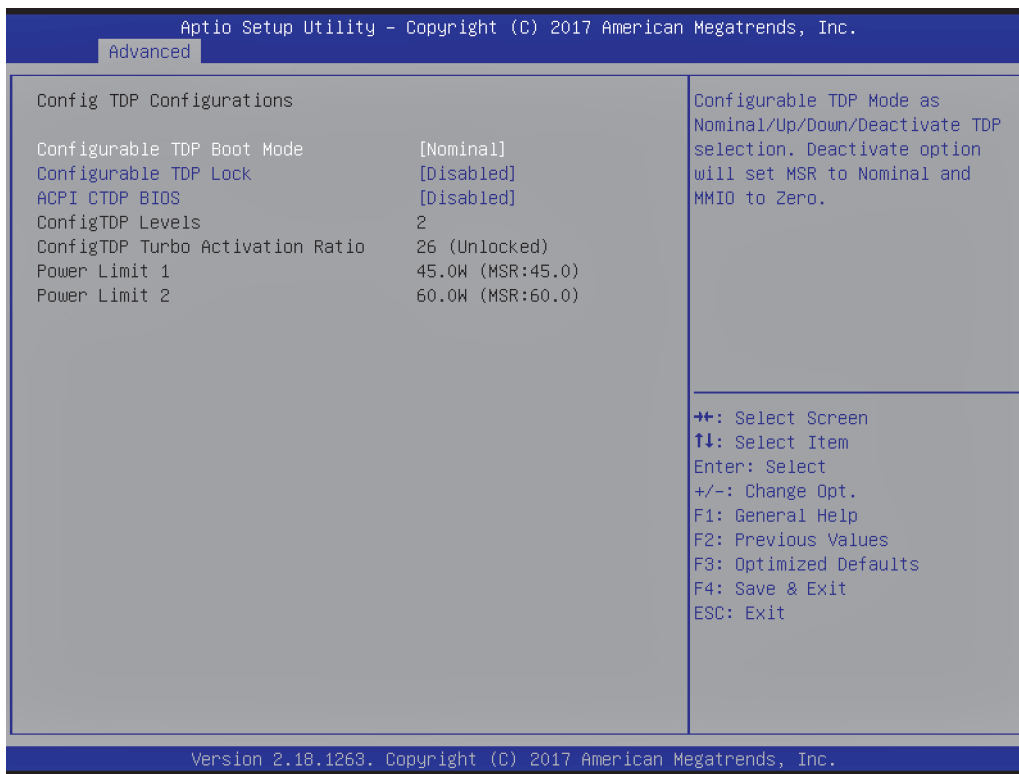 Aptio Setup Utility – Copyright (C) 2017 American Megatrends, Inc.
Advanced
Config TDP Configurations
Configurable TDP Boot Mode [Nominal]
Configurable TDP Lock [Disabled]
ACPI CTDP BIOS [Disabled]
ConfigTDP Levels 2
ConfigTDP Turbo Activation Ratio 26 (Unlocked)
Power Limit 1 45.0W (MSR:45.0)
Power Limit 2 60.0W (MSR:60.0)
Configurable TDP Mode as
Nominal/Up/Down/Deactivate TDP
selection. Deactivate option
will set MSR to Nominal and
MMIO to Zero.
→←: Select Screen
↑↓: Select Item
Enter: Select
+/-: Change Opt.
F1: General Help
F2: Previous Values
F3: Optimized Defaults
F4: Save & Exit
ESC: Exit
Version 2.18.1263. Copyright (C) 2017 American Megatrends, Inc.